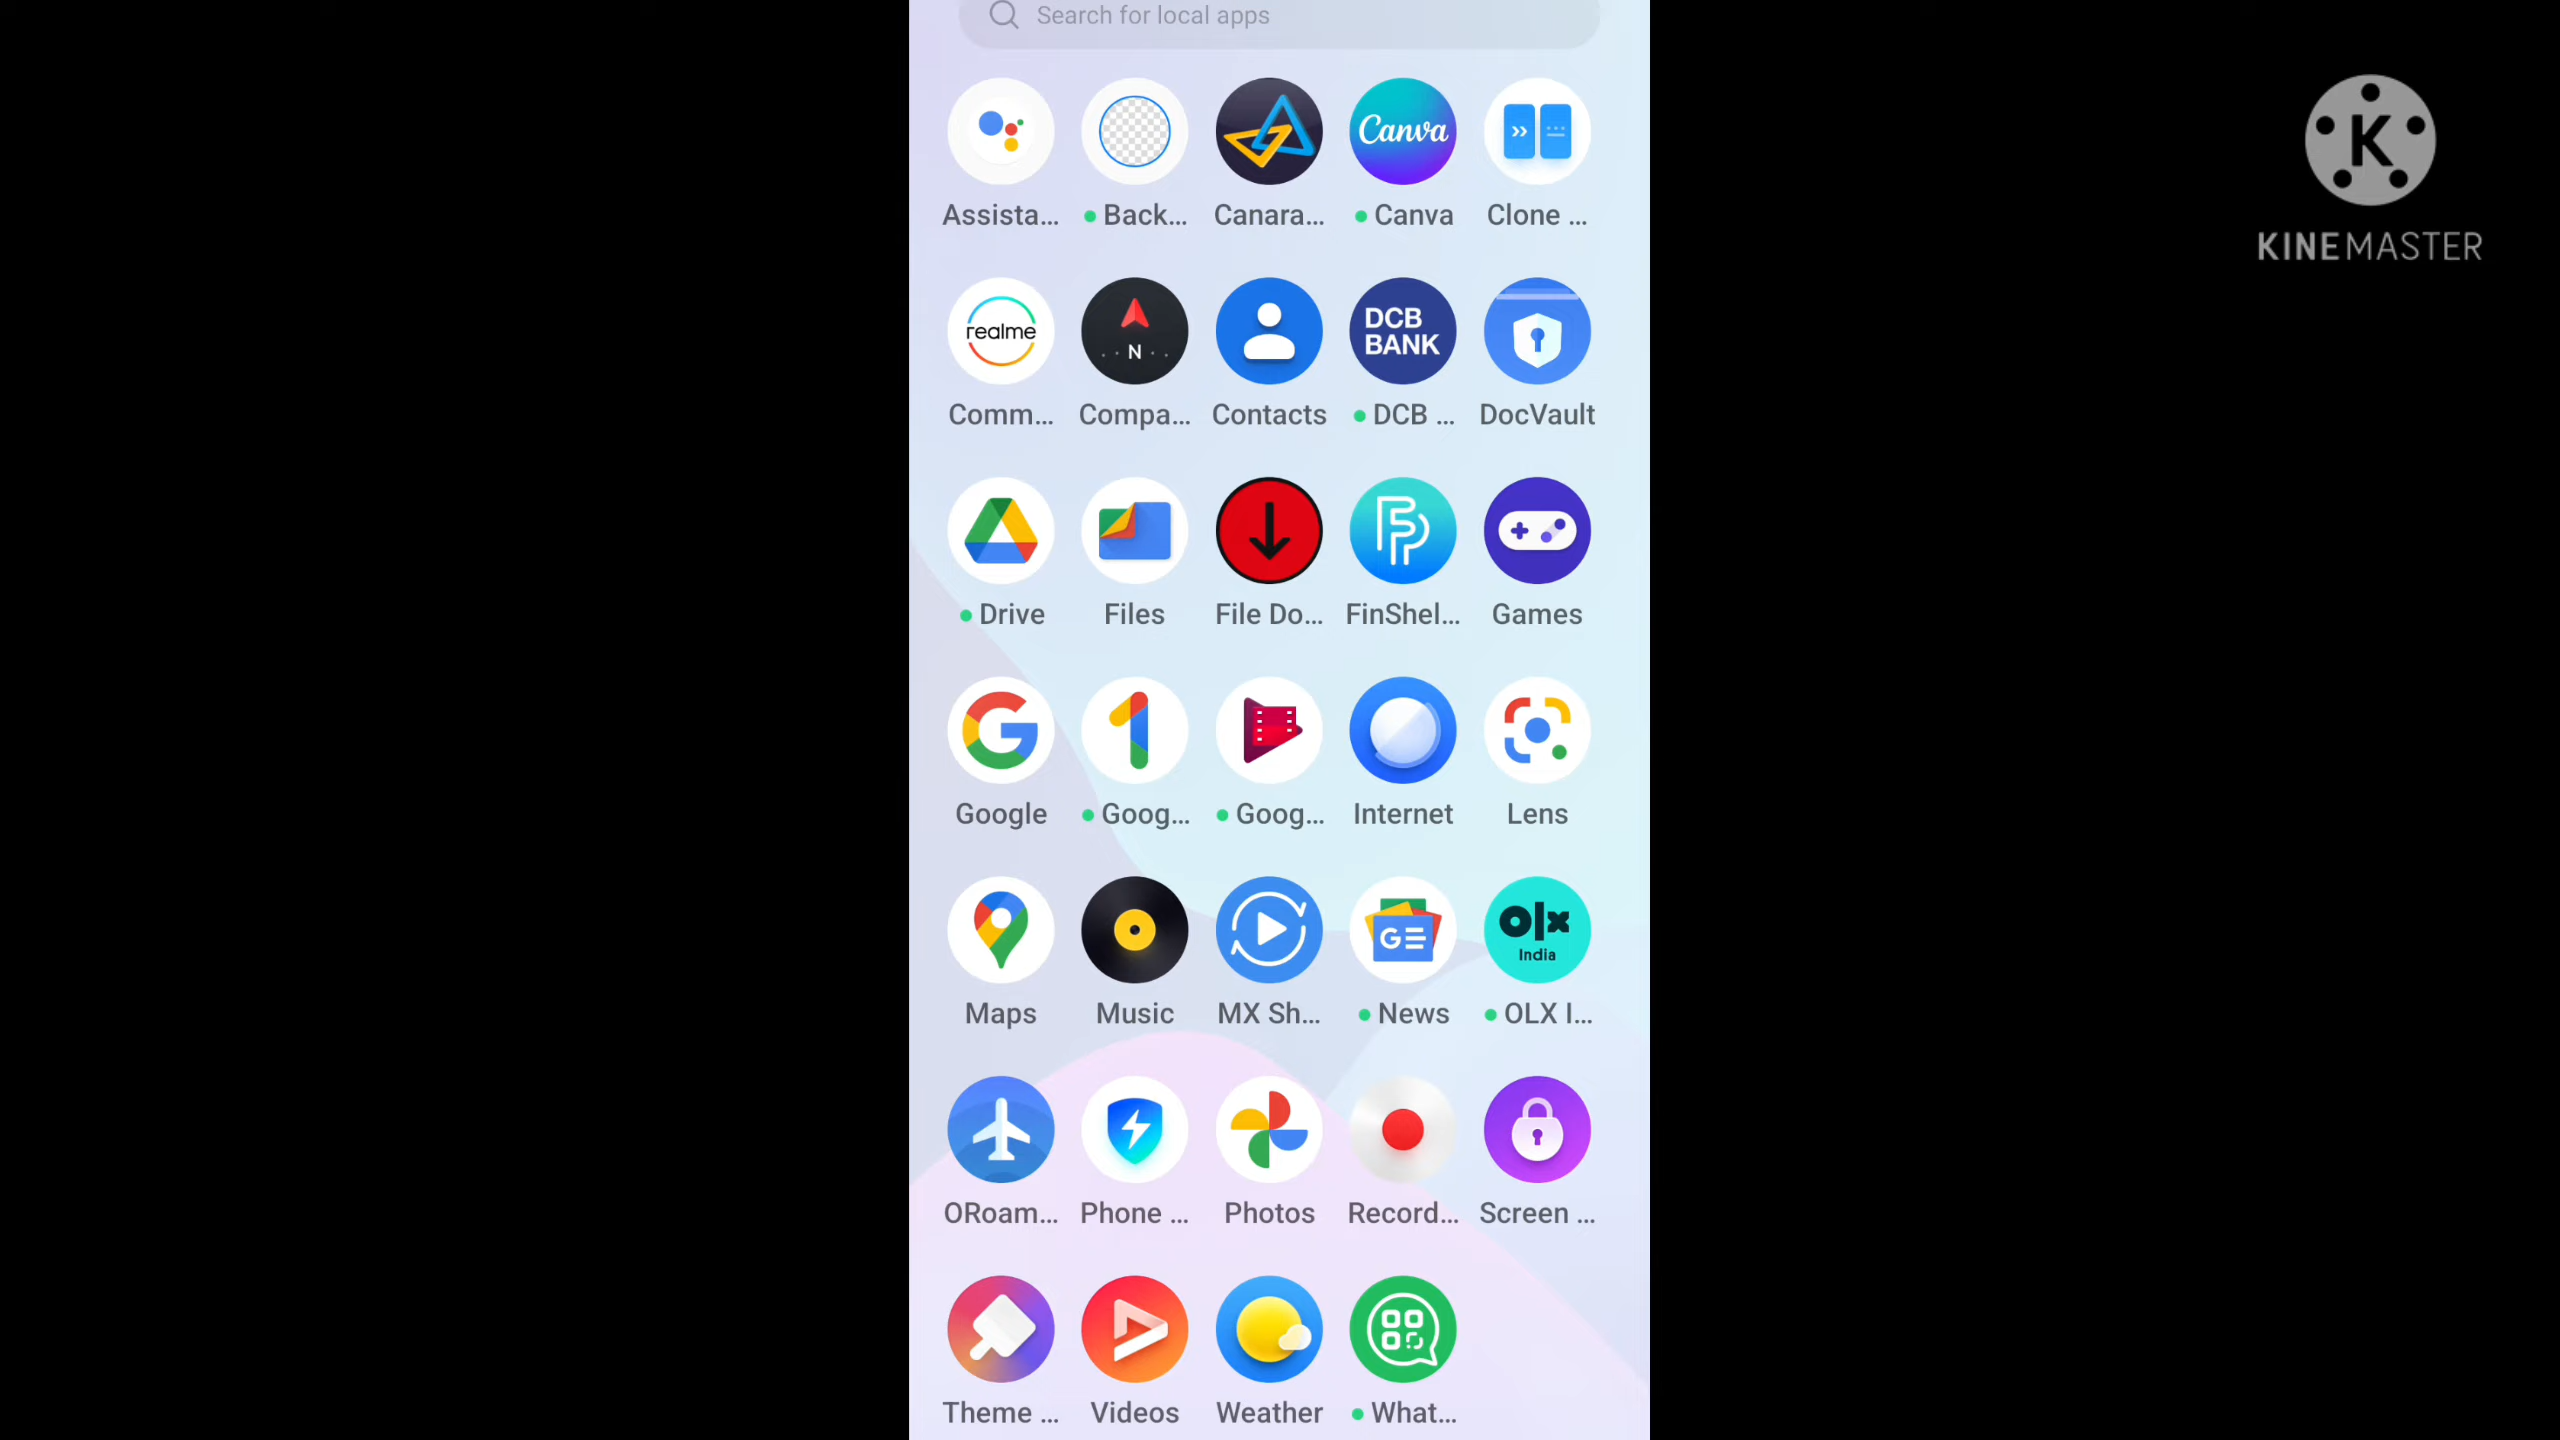 Search for local apps
KINEMASTER
K
Canva
Assista... Back... Canara... Canva Clone ...
realme
N
DCB
BANK
Comm... Compa... Contacts DCB ... DocVault
Drive Files File Do... FinShel... Games
Google Goog... Goog... Internet Lens
GE
olx
India
Maps Music MX Sh... News OLX I...
ORoam... Phone ... Photos Record... Screen ...
Theme ... Videos Weather What...